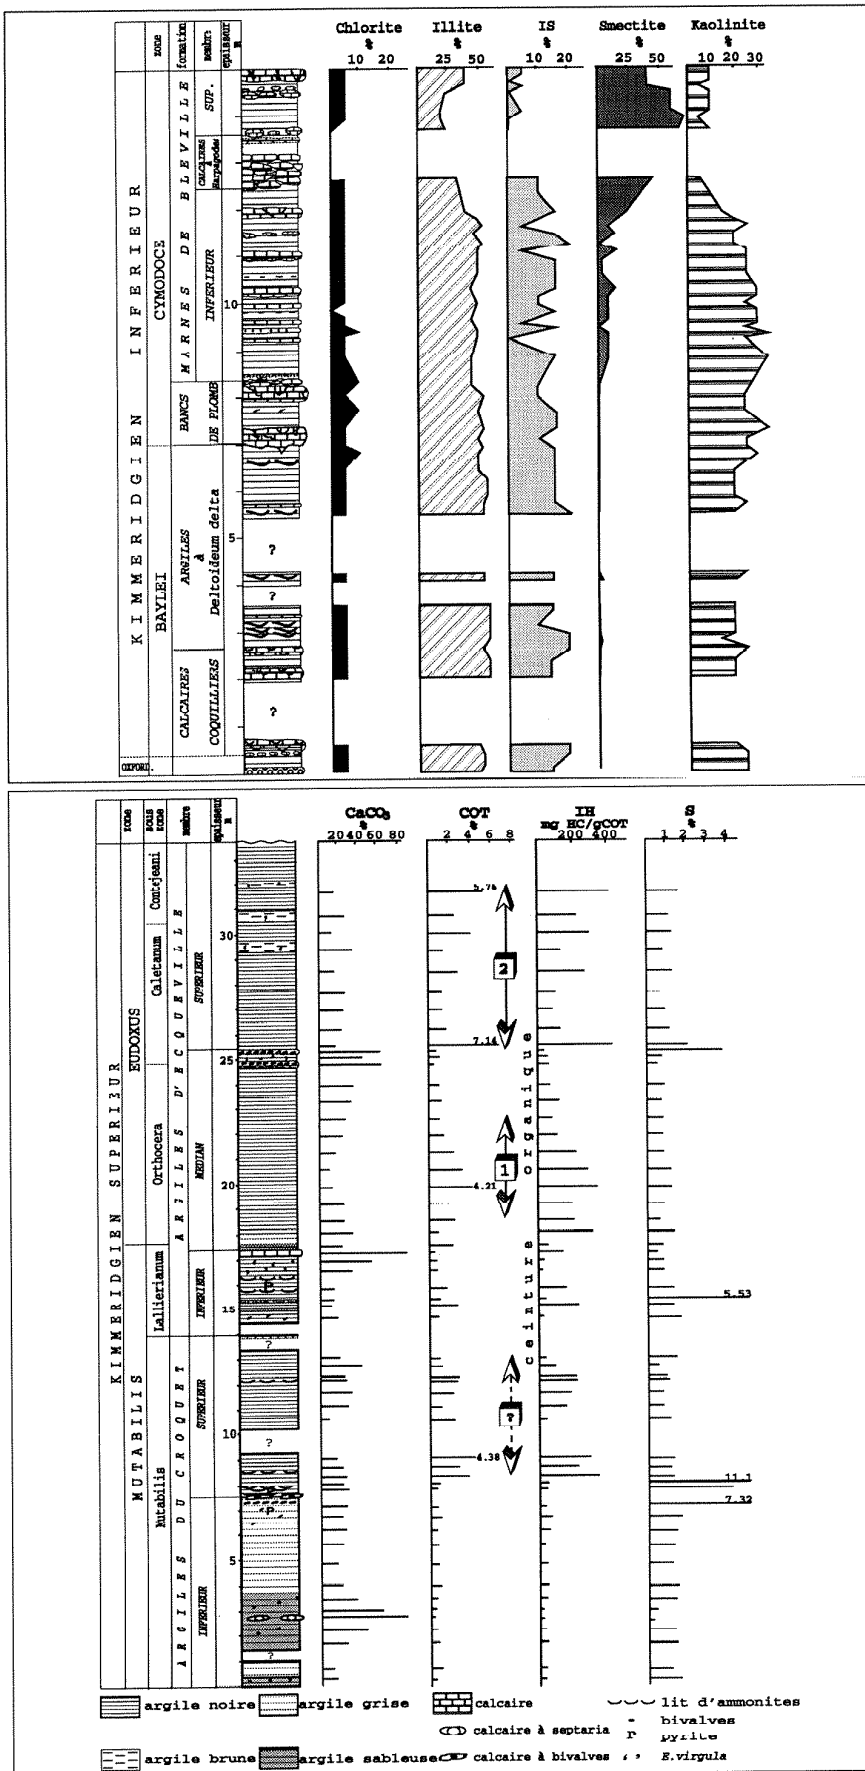 zone
formation
membre
epaisseur
m
Chlorite
%
10 20
Illite
%
25 50
IS
%
10 20
Smectite
%
25 50
Kaolinite
%
10 20 30
KIMMERIDGIEN INFERIEUR
CYMODOCE
BAYLEI
OXFORD.
MARNES DE BLEVILLE
SUP.
CALCAIRES
à
Harpagodes
INFERIEUR
BANCS
DE PLOMB
ARGILES
à
Deltoideum delta
CALCAIRES
COQUILLIERS
10
5
?
?
?
zone
sous
zone
membre
epaisseur
m
CaCO3
%
20 40 60 80
COT
%
2 4 6 8
IH
mg HC/gCOT
200 400
S
%
1 2 3 4
KIMMERIDGIEN SUPERIEUR
EUDOXUS
MUTABILIS
Contejeani
Caletanum
Orthocera
Lallierianum
Mutabilis
ARGILES D'ECQUEVILLE
SUPERIEUR
MEDIAN
INFERIEUR
ARGILES DU CROQUET
SUPERIEUR
INFERIEUR
30
25
20
15
10
5
?
?
?
P
P
5.76
2
7.14
1
4.21
?
4.38
ceinture organique
5.53
11.1
7.32
argile noire
argile grise
calcaire
lit d'ammonites
calcaire à septaria
bivalves
P pyrite
argile brune
argile sableuse
calcaire à bivalves
E.virgula